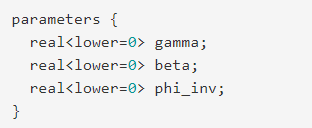 parameters {
  real<lower=0> gamma;
  real<lower=0> beta;
  real<lower=0> phi_inv;
}